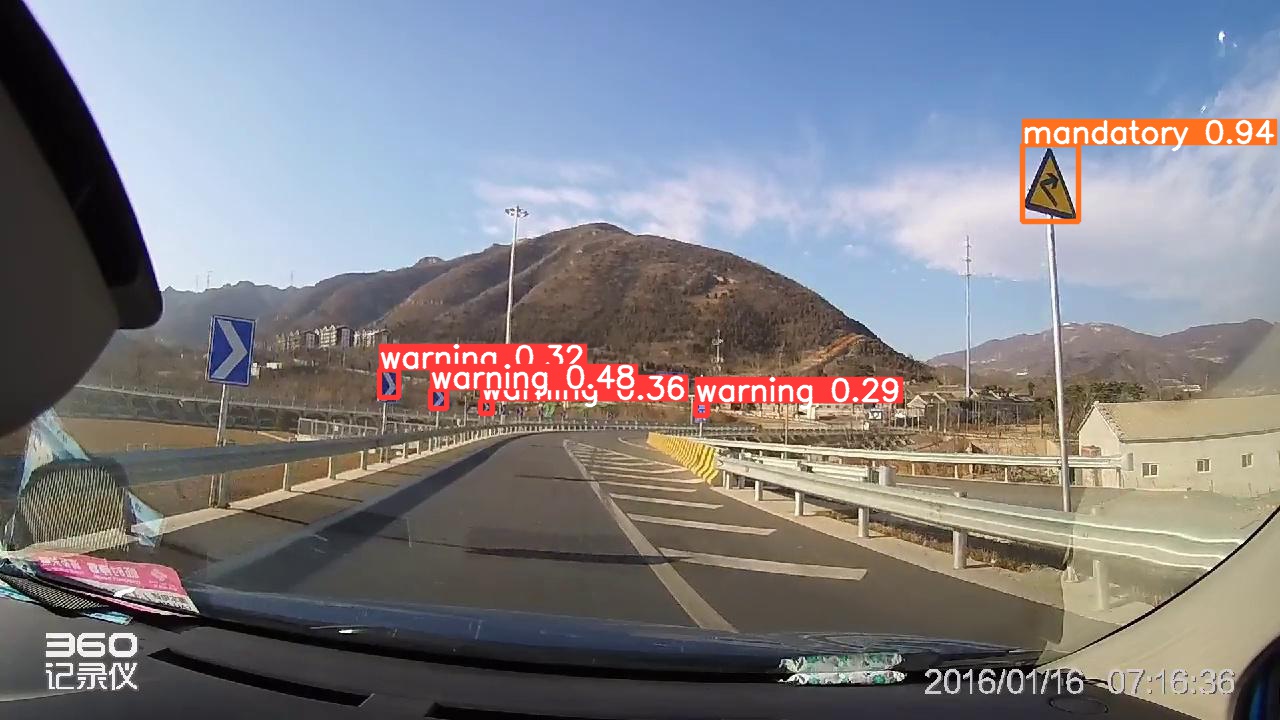 mandatory 0.94
warning 0.32
warning 0.48
0.36
warning 0.29
360
记录仪
2016/01/16 07:16:36